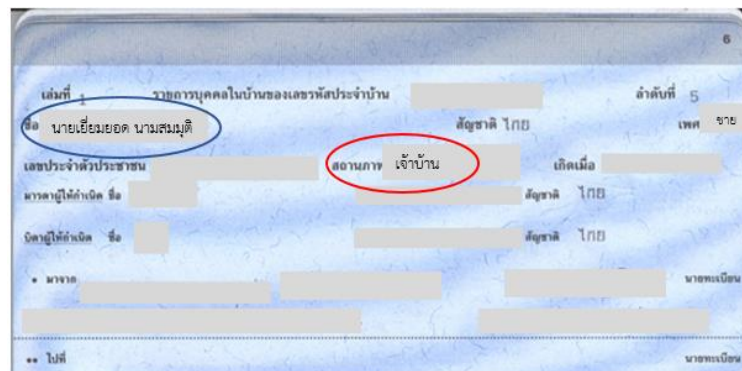 6
เล่มที่ 1 รายการบุคคลในบ้านของเลขรหัสประจำบ้าน ลำดับที่ 5
ชื่อ นายเยี่ยมยอด นามสมมุติ สัญชาติ ไทย เพศ ชาย
เลขประจำตัวประชาชน สถานภาพ เจ้าบ้าน เกิดเมื่อ
มารดาผู้ให้กำเนิด ชื่อ สัญชาติ ไทย
บิดาผู้ให้กำเนิด ชื่อ สัญชาติ ไทย
* มาจาก นายทะเบียน
** ไปที่ นายทะเบียน